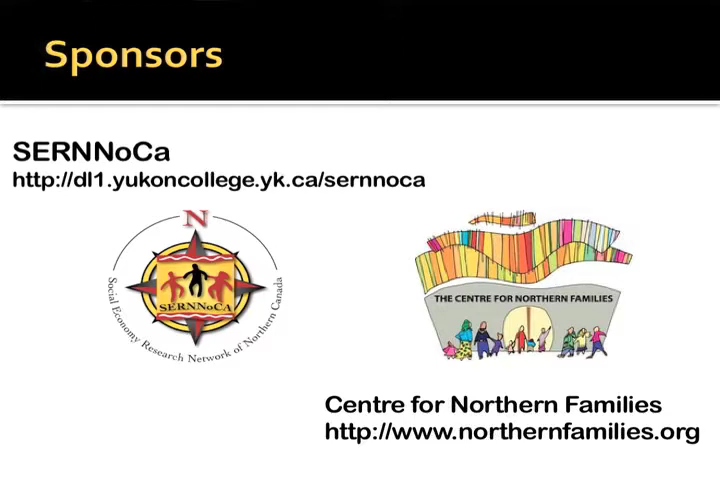 Sponsors
SERNNoCa
http://dl1.yukoncollege.yk.ca/sernnoca
N
SERNNoCA
Social Economy Research Network of Northern Canada
THE CENTRE FOR NORTHERN FAMILIES
Centre for Northern Families
http://www.northernfamilies.org